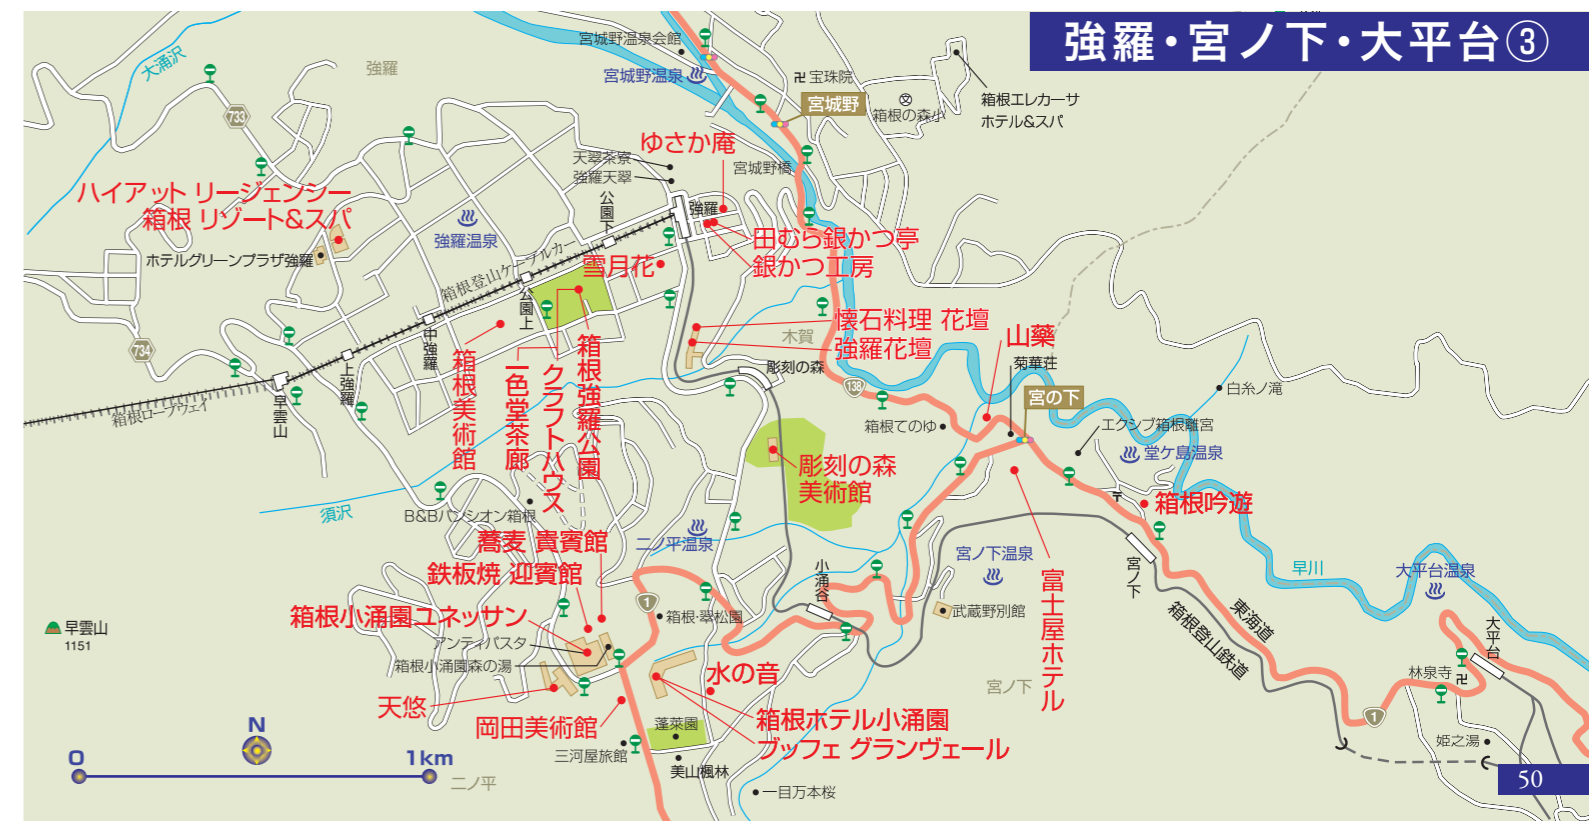 強羅・宮ノ下・大平台③
大涌沢
強羅
宮城野温泉会館
宮城野温泉
卍宝珠院
宮城野
箱根の森小
箱根エレカーサ
ホテル&スパ
733
ゆさか庵
天翠茶寮
強羅天翠
宮城野橋
ハイアット リージェンシー
箱根 リゾート&スパ
強羅温泉
公園下
強羅
ホテルグリーンプラザ強羅
箱根登山ケーブルカー
雪月花
田むら銀かつ亭
銀かつ工房
公園上
中強羅
上強羅
734
早雲山
箱根ロープウェイ
箱根美術館
一色堂茶廊
クラフトハウス
箱根強羅公園
懐石料理 花壇
強羅花壇
木賀
彫刻の森
138
山藥
菊華荘
宮の下
箱根てのゆ
白糸ノ滝
エクシブ箱根離宮
堂ケ島温泉
彫刻の森
美術館
箱根吟遊
〒
須沢
B&Bパンシオン箱根
二ノ平温泉
蕎麦 貴賓館
鉄板焼 迎賓館
箱根小涌園ユネッサン
アンティパスタ
箱根小涌園森の湯
1
箱根・翠松園
小涌谷
宮ノ下温泉
武蔵野別館
富士屋ホテル
宮ノ下
早川
大平台温泉
東海道
箱根登山鉄道
大平台
林泉寺
卍
早雲山
1151
天悠
岡田美術館
水の音
箱根ホテル小涌園
ブッフェ グランヴェール
宮ノ下
蓬莱園
三河屋旅館
美山楓林
一目万本桜
1
姫之湯
N
0
1km
二ノ平
50